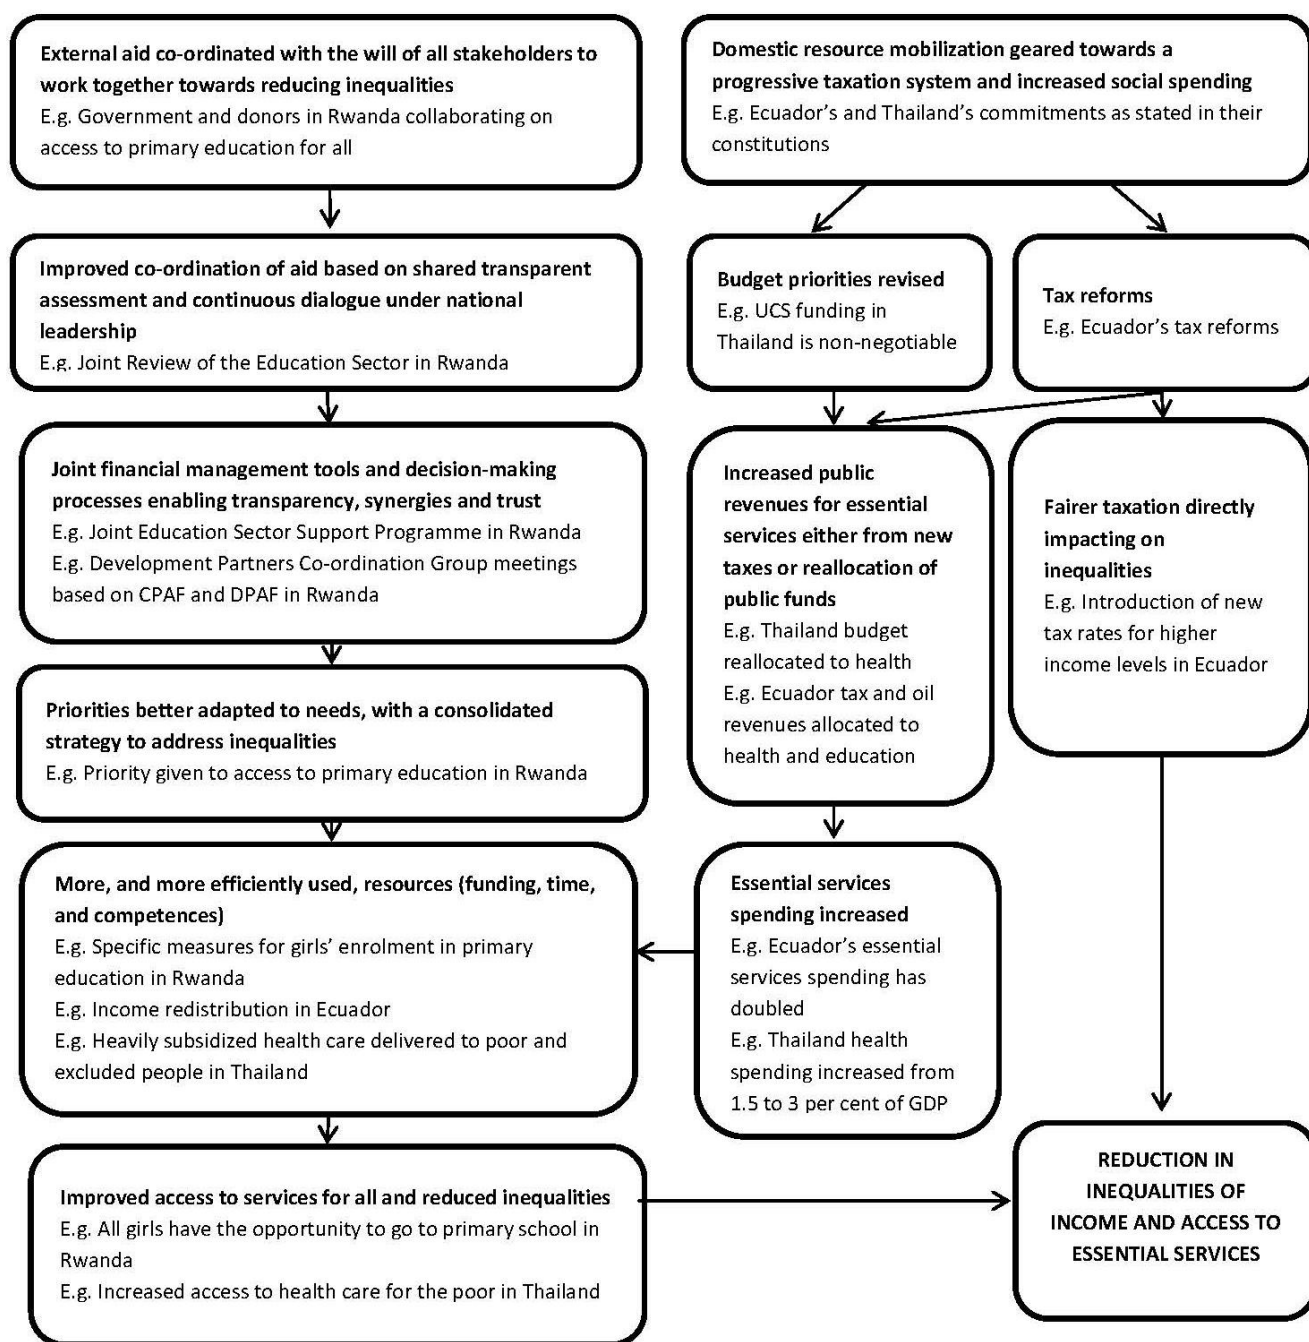 External aid co-ordinated with the will of all stakeholders to
work together towards reducing inequalities
E.g. Government and donors in Rwanda collaborating on
access to primary education for all
Domestic resource mobilization geared towards a
progressive taxation system and increased social spending
E.g. Ecuador’s and Thailand’s commitments as stated in their
constitutions
Improved co-ordination of aid based on shared transparent
assessment and continuous dialogue under national
leadership
E.g. Joint Review of the Education Sector in Rwanda
Budget priorities revised
E.g. UCS funding in
Thailand is non-negotiable
Tax reforms
E.g. Ecuador’s tax reforms
Joint financial management tools and decision-making
processes enabling transparency, synergies and trust
E.g. Joint Education Sector Support Programme in Rwanda
E.g. Development Partners Co-ordination Group meetings
based on CPAF and DPAF in Rwanda
Increased public
revenues for essential
services either from new
taxes or reallocation of
public funds
E.g. Thailand budget
reallocated to health
E.g. Ecuador tax and oil
revenues allocated to
health and education
Fairer taxation directly
impacting on
inequalities
E.g. Introduction of new
tax rates for higher
income levels in Ecuador
Priorities better adapted to needs, with a consolidated
strategy to address inequalities
E.g. Priority given to access to primary education in Rwanda
More, and more efficiently used, resources (funding, time,
and competences)
E.g. Specific measures for girls’ enrolment in primary
education in Rwanda
E.g. Income redistribution in Ecuador
E.g. Heavily subsidized health care delivered to poor and
excluded people in Thailand
Essential services
spending increased
E.g. Ecuador’s essential
services spending has
doubled
E.g. Thailand health
spending increased from
1.5 to 3 per cent of GDP
Improved access to services for all and reduced inequalities
E.g. All girls have the opportunity to go to primary school in
Rwanda
E.g. Increased access to health care for the poor in Thailand
REDUCTION IN
INEQUALITIES OF
INCOME AND ACCESS TO
ESSENTIAL SERVICES